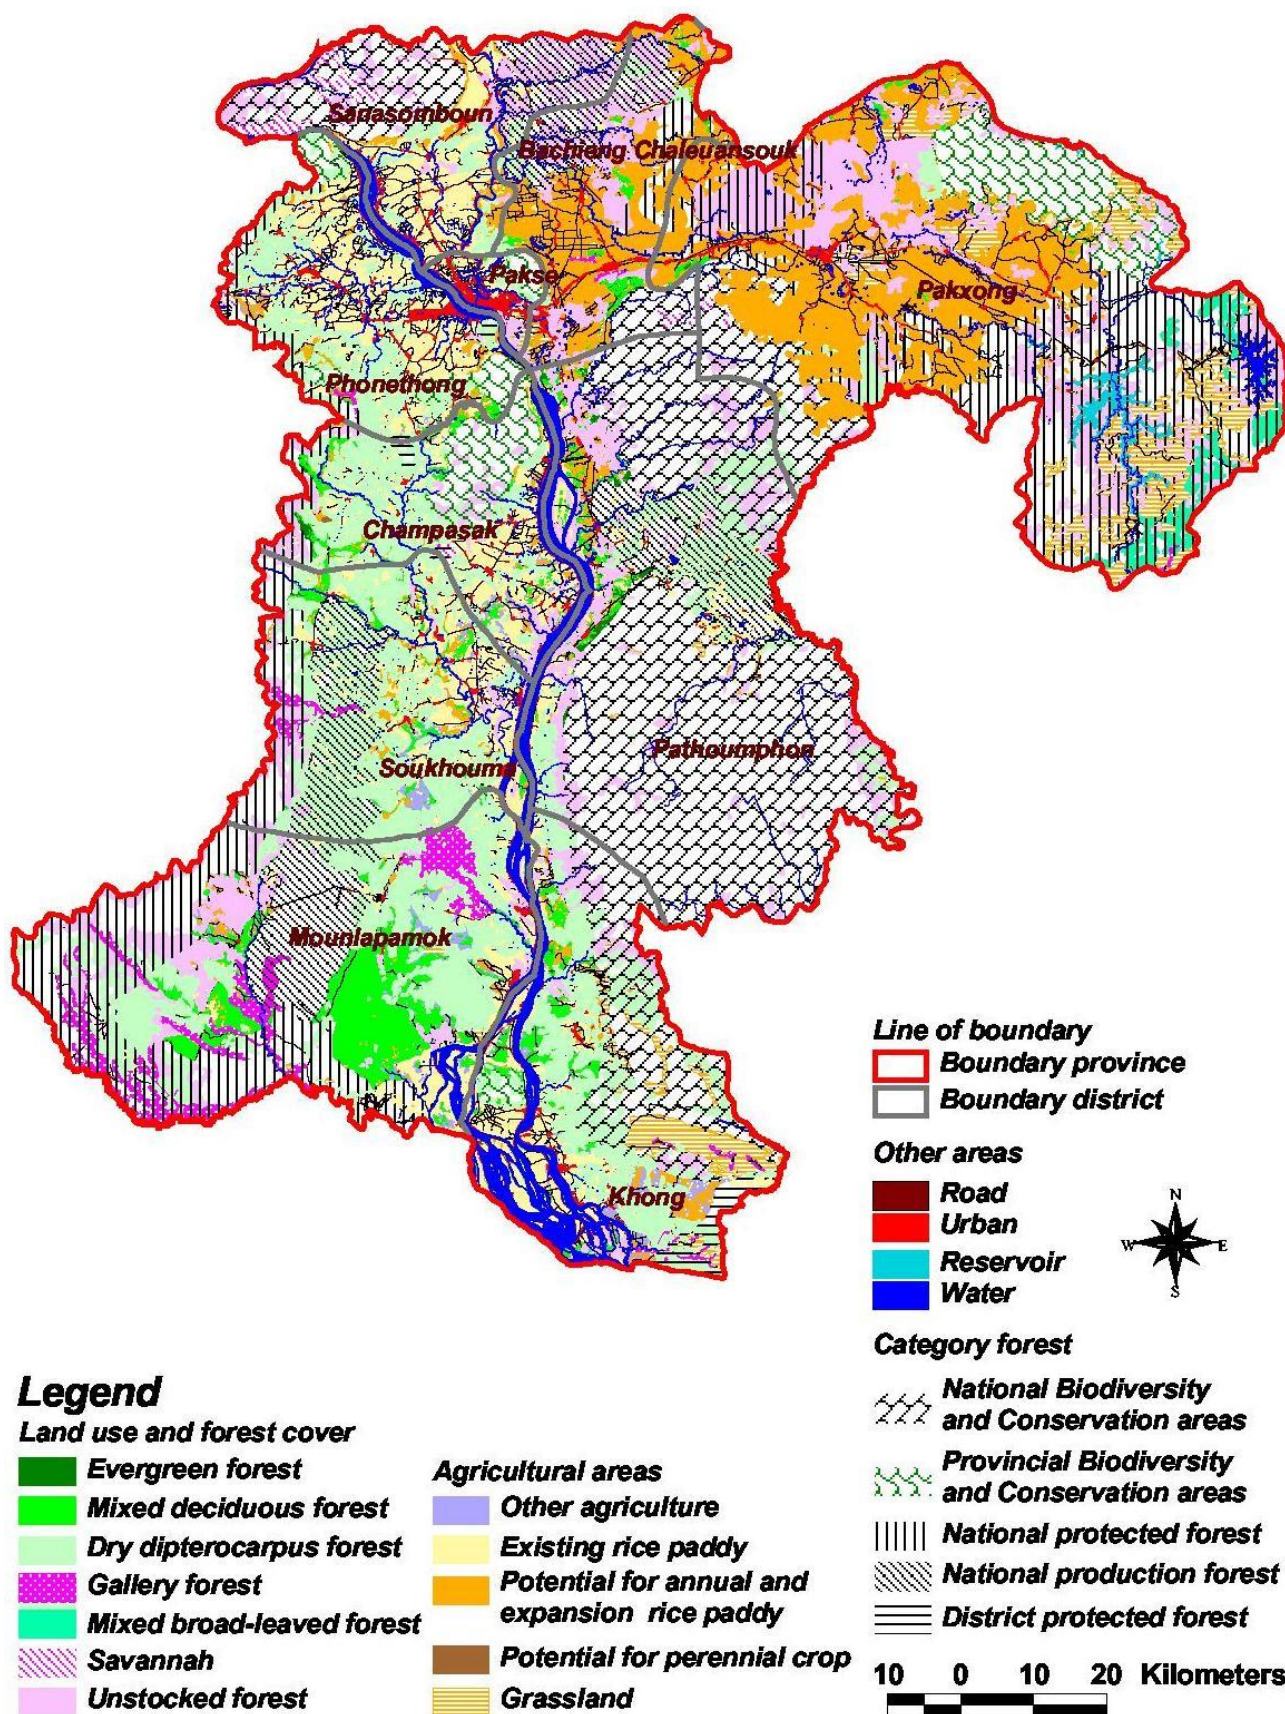 Sanasomboun
Bachieng Chaleuansouk
Pakse
Pakxong
Phonethong
Champasak
Pathoumphon
Soukhouma
Mounlapamok
Khong
Line of boundary
Boundary province
Boundary district
Other areas
Road
Urban
Reservoir
Water
N
W E
S
Category forest
National Biodiversity
and Conservation areas
Provincial Biodiversity
and Conservation areas
National protected forest
National production forest
District protected forest
10 0 10 20 Kilometers
Legend
Land use and forest cover
Evergreen forest
Mixed deciduous forest
Dry dipterocarpus forest
Gallery forest
Mixed broad-leaved forest
Savannah
Unstocked forest
Agricultural areas
Other agriculture
Existing rice paddy
Potential for annual and
expansion rice paddy
Potential for perennial crop
Grassland